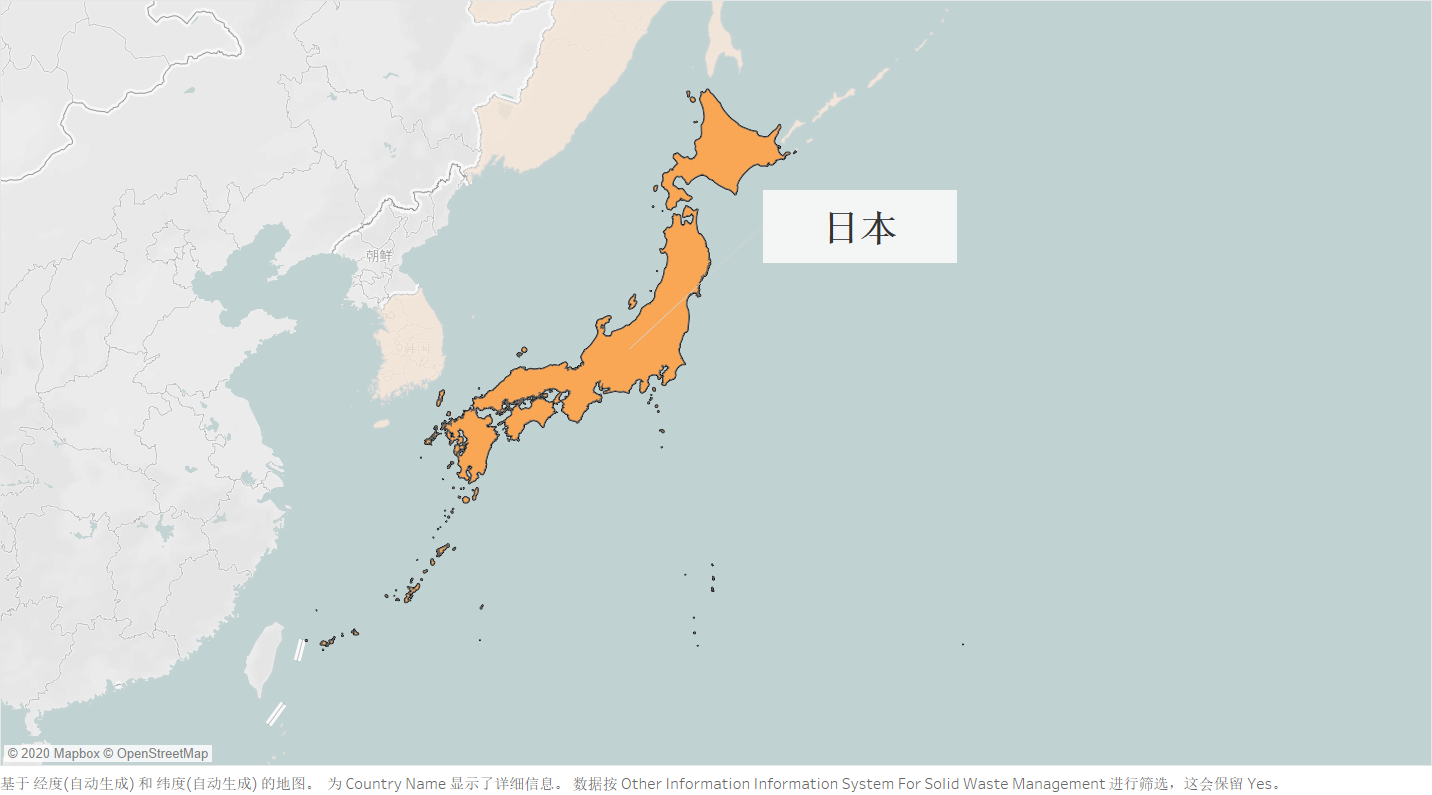 日本
朝鲜
韩国
© 2020 Mapbox © OpenStreetMap
基于 经度(自动生成) 和 纬度(自动生成) 的地图。 为 Country Name 显示了详细信息。 数据按 Other Information Information System For Solid Waste Management 进行筛选，这会保留 Yes。